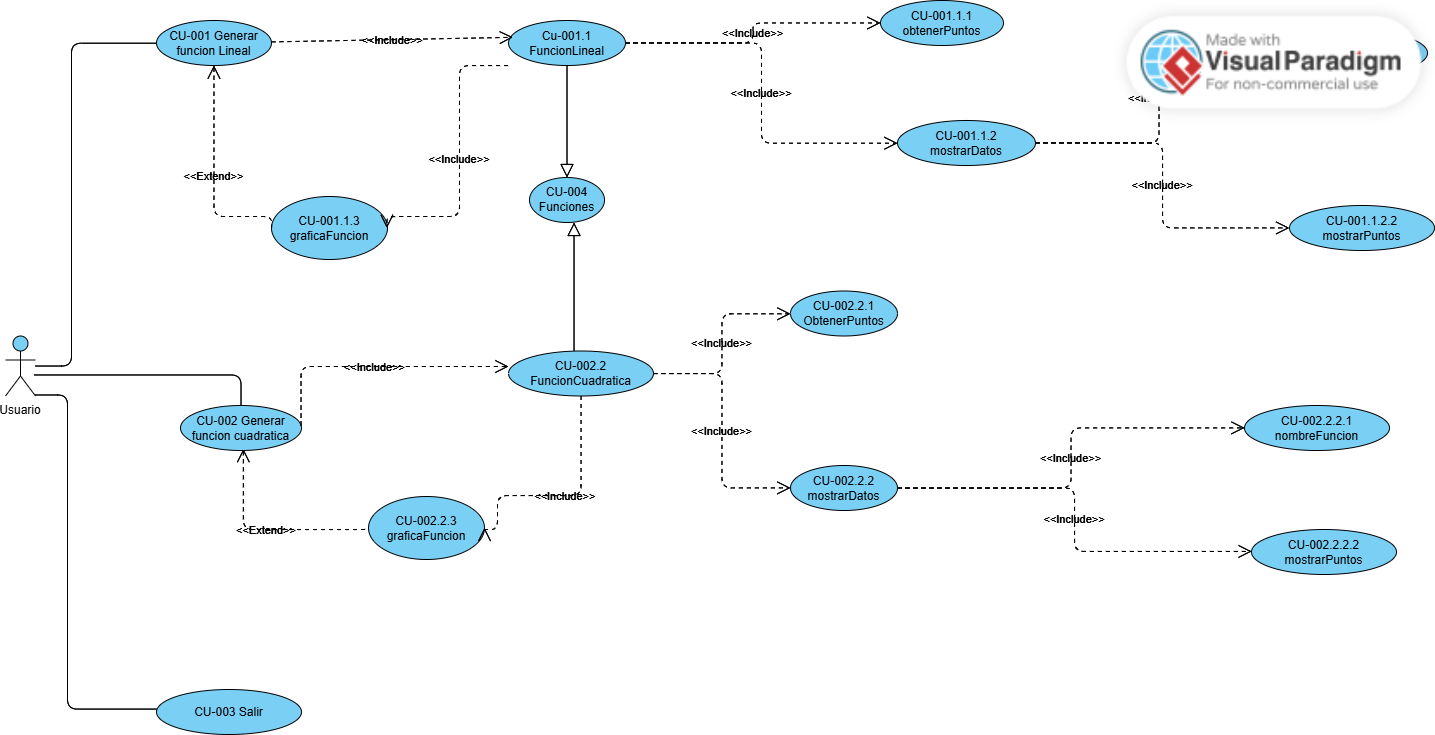 CU-001 Generar
funcion Lineal
<<Include>>
Cu-001.1
FuncionLineal
<<Include>>
CU-001.1.1
obtenerPuntos
Made with
Visual Paradigm
For non-commercial use
<<Include>>
CU-001.1.2
mostrarDatos
<<Include>>
<<Extend>>
<<Include>>
CU-004
Funciones
CU-001.1.3
graficaFuncion
CU-001.1.2.2
mostrarPuntos
CU-002.2.1
ObtenerPuntos
<<Include>>
<<Include>>
CU-002.2
FuncionCuadratica
Usuario
CU-002 Generar
funcion cuadratica
<<Include>>
CU-002.2.2.1
nombreFuncion
<<Include>>
CU-002.2.2
mostrarDatos
<<Include>>
<<Include>>
<<Extend>>
CU-002.2.3
graficaFuncion
CU-002.2.2.2
mostrarPuntos
CU-003 Salir